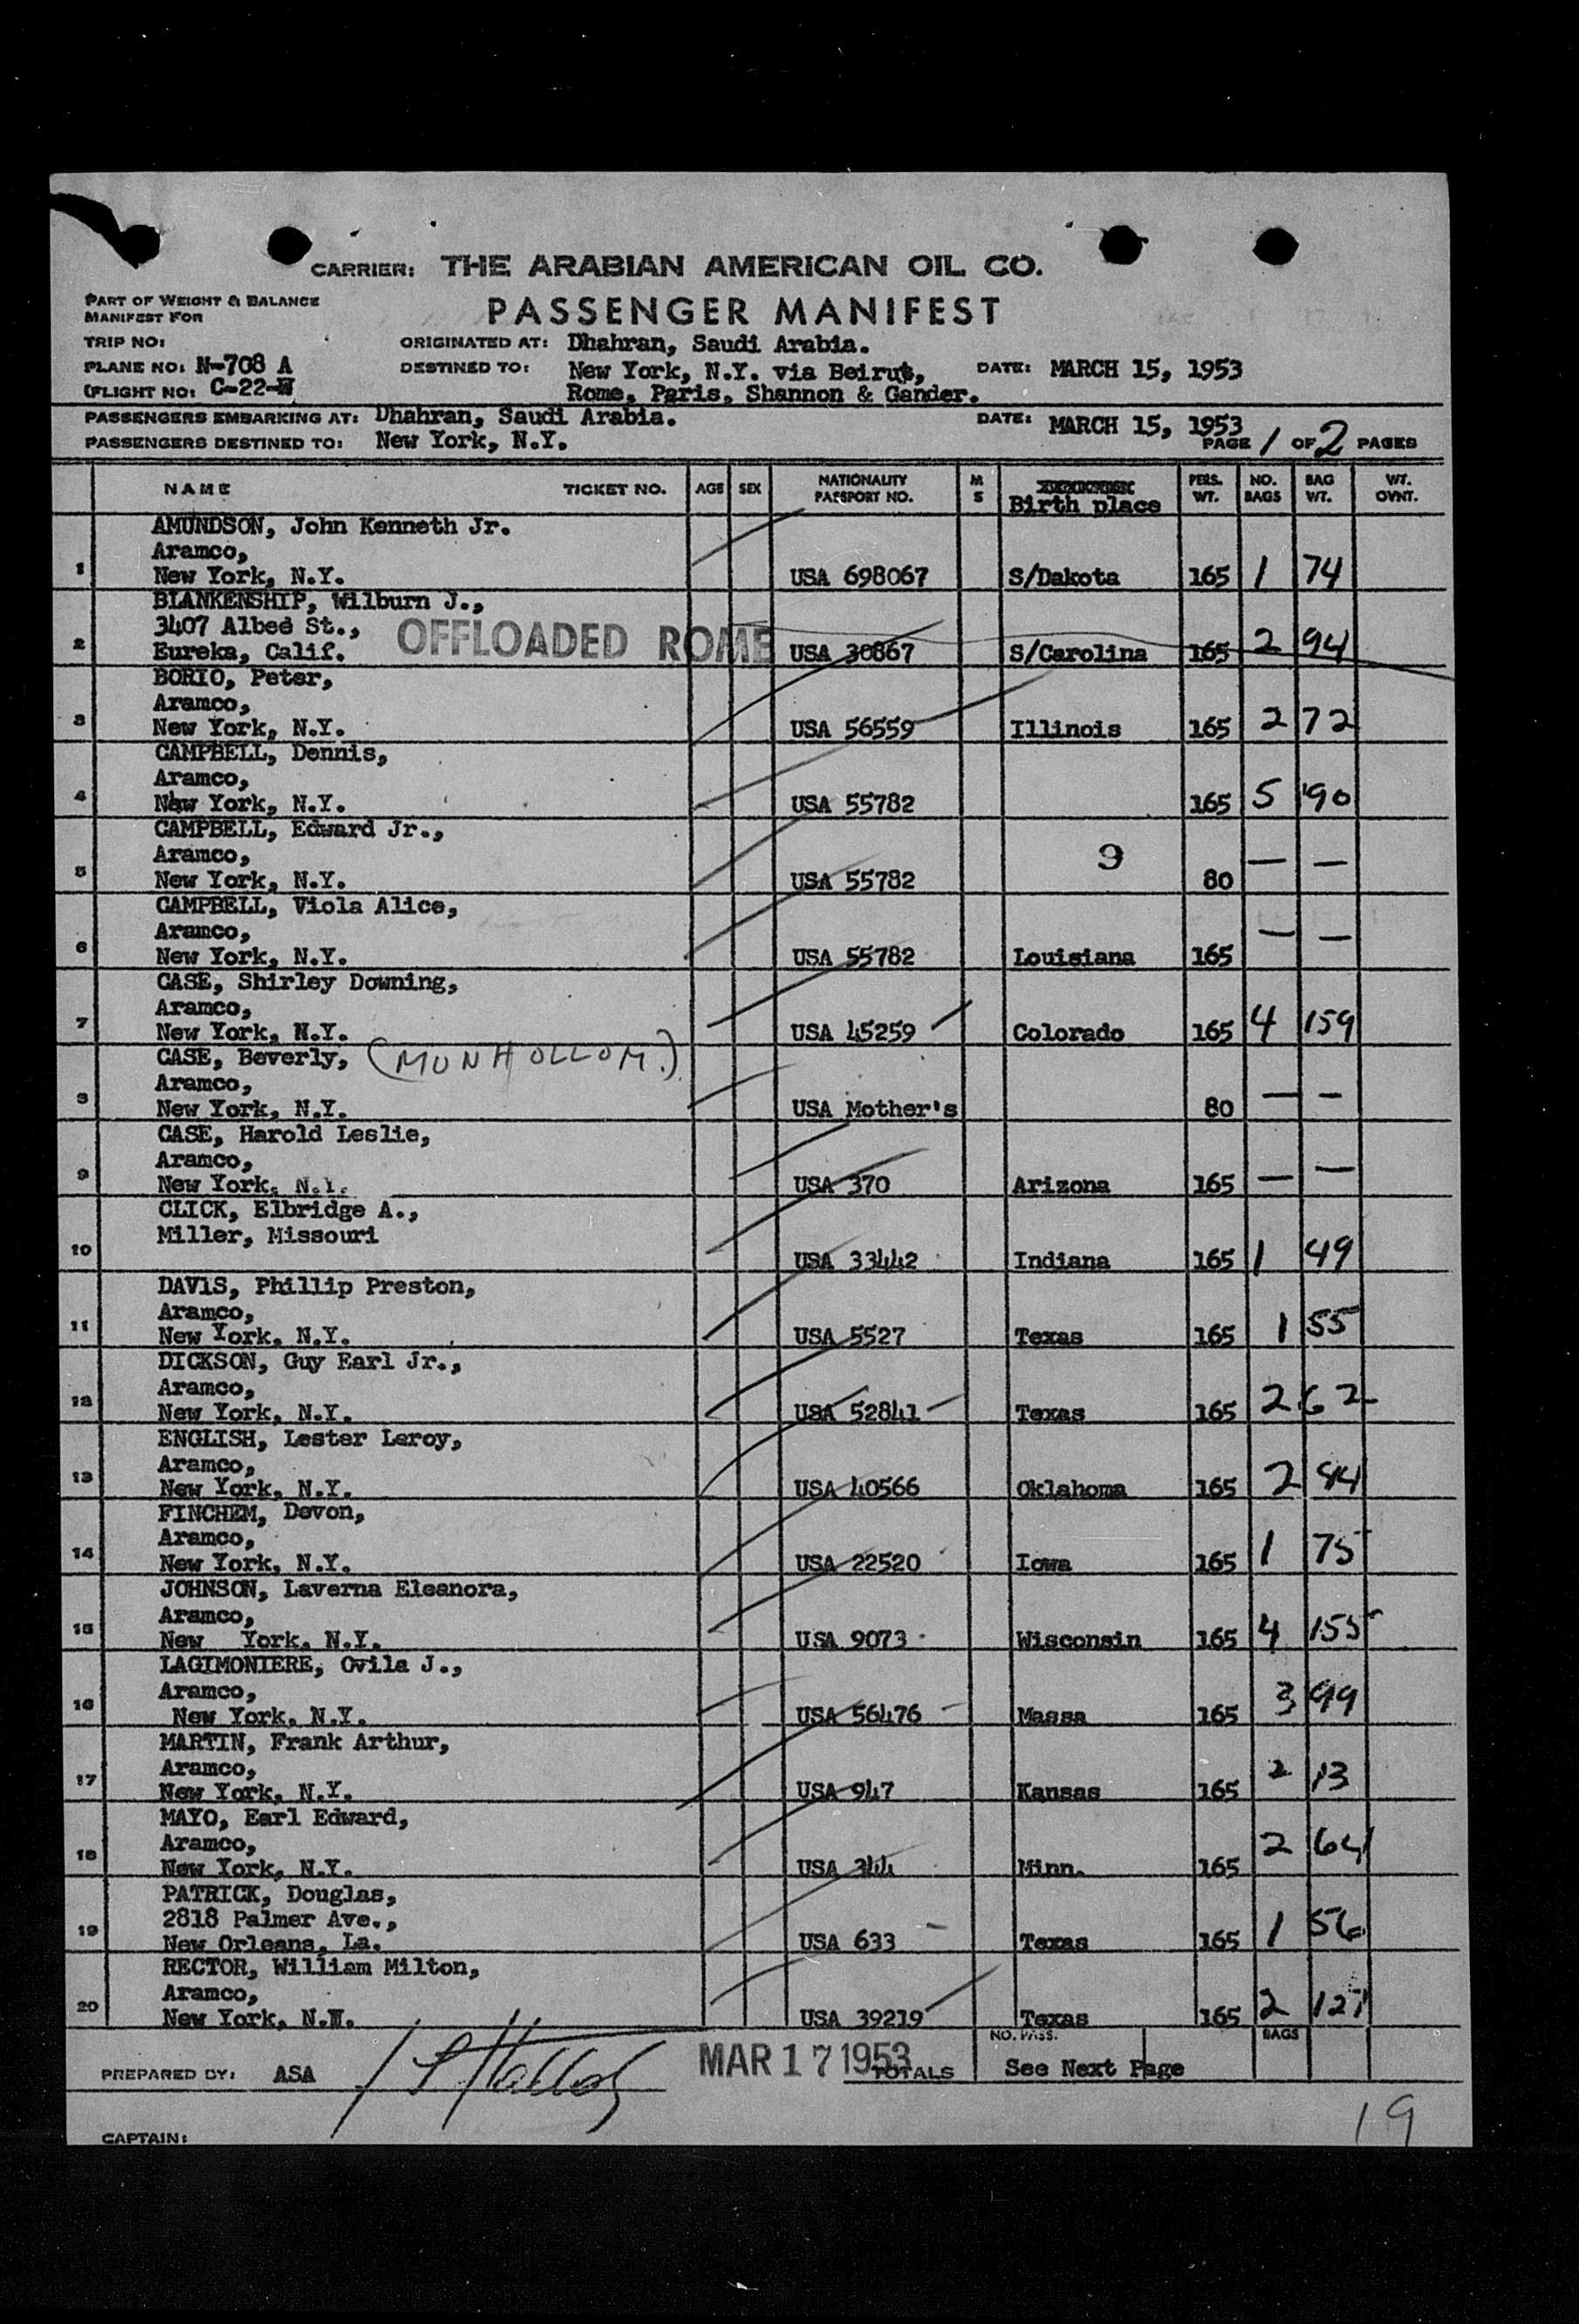 CARRIER: THE ARABIAN AMERICAN OIL CO.
PART OF WEIGHT & BALANCE
MANIFEST FOR
PASSENGER MANIFEST
TRIP NO:
ORIGINATED AT: Dhahran, Saudi Arabia.
PLANE NO: N-708 A
DESTINED TO: New York, N.Y. via Beirut, DATE: MARCH 15, 1953
(FLIGHT NO: C-22-W
Rome, Paris, Shannon & Gander.
PASSENGERS EMBARKING AT: Dhahran, Saudi Arabia. DATE: MARCH 15, 1953
PASSENGERS DESTINED TO: New York, N.Y. PAGE 1 OF 2 PAGES
NAME TICKET NO. AGE SEX NATIONALITY PASSPORT NO. M S Birth place PERS. WT. NO. BAGS BAG WT. WT. OVNT.
AMUNDSON, John Kenneth Jr.
Aramco,
1 New York, N.Y. USA 698067 S/Dakota 165 1 74
BLANKENSHIP, Wilburn J.,
3407 Albee St.,
2 Eureka, Calif. OFFLOADED ROME USA 30867 S/Carolina 165 2 94
BORIO, Peter,
Aramco,
3 New York, N.Y. USA 56559 Illinois 165 2 72
CAMPBELL, Dennis,
Aramco,
4 New York, N.Y. USA 55782 165 5 190
CAMPBELL, Edward Jr.,
Aramco,
5 New York, N.Y. USA 55782 9 80 — —
CAMPBELL, Viola Alice,
Aramco,
6 New York, N.Y. USA 55782 Louisiana 165 — —
CASE, Shirley Downing,
Aramco,
7 New York, N.Y. USA 45259 Colorado 165 4 159
CASE, Beverly, (MUNHOLLOM.)
Aramco,
8 New York, N.Y. USA Mother's 80 — —
CASE, Harold Leslie,
Aramco,
9 New York, N.Y. USA 370 Arizona 165 — —
CLICK, Elbridge A.,
Miller, Missouri
10 USA 33442 Indiana 165 1 49
DAVIS, Phillip Preston,
Aramco,
11 New York, N.Y. USA 5527 Texas 165 1 55
DICKSON, Guy Earl Jr.,
Aramco,
12 New York, N.Y. USA 52841 Texas 165 2 62
ENGLISH, Lester Leroy,
Aramco,
13 New York, N.Y. USA 40566 Oklahoma 165 2 84
FINCHEM, Devon,
Aramco,
14 New York, N.Y. USA 22520 Iowa 165 1 75
JOHNSON, Laverna Eleanora,
Aramco,
15 New York, N.Y. USA 9073 Wisconsin 165 4 155
LAGIMONIERE, Ovila J.,
Aramco,
16 New York, N.Y. USA 56476 Massa 165 3 99
MARTIN, Frank Arthur,
Aramco,
17 New York, N.Y. USA 947 Kansas 165 2 13
MAYO, Earl Edward,
Aramco,
18 New York, N.Y. USA 344 Minn. 165 2 64
PATRICK, Douglas,
2818 Palmer Ave.,
19 New Orleans, La. USA 633 Texas 165 1 56
RECTOR, William Milton,
Aramco,
20 New York, N.Y. USA 39219 Texas 165 2 127
NO. PASS. BAGS
PREPARED BY: ASA MAR 17 1953 TOTALS See Next Page
19
CAPTAIN: